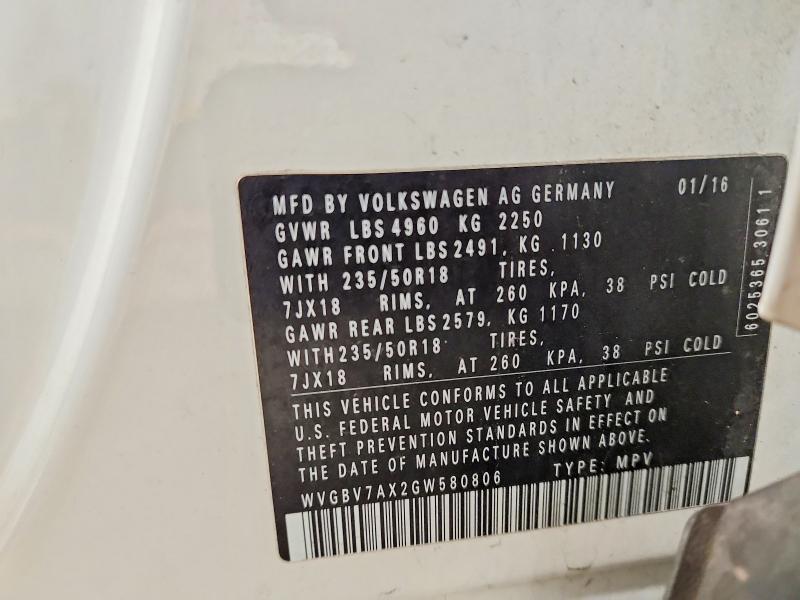 MFD BY VOLKSWAGEN AG GERMANY 01/16
GVWR LBS 4960 KG 2250
GAWR FRONT LBS 2491, KG 1130
WITH 235/50R18 TIRES,
7JX18 RIMS, AT 260 KPA, 38 PSI COLD
GAWR REAR LBS 2579, KG 1170
WITH 235/50R18 TIRES,
7JX18 RIMS, AT 260 KPA, 38 PSI COLD
THIS VEHICLE CONFORMS TO ALL APPLICABLE
U.S. FEDERAL MOTOR VEHICLE SAFETY AND
THEFT PREVENTION STANDARDS IN EFFECT ON
THE DATE OF MANUFACTURE SHOWN ABOVE.
WVGBV7AX2GW580806 TYPE: MPV
6025365.3061 1